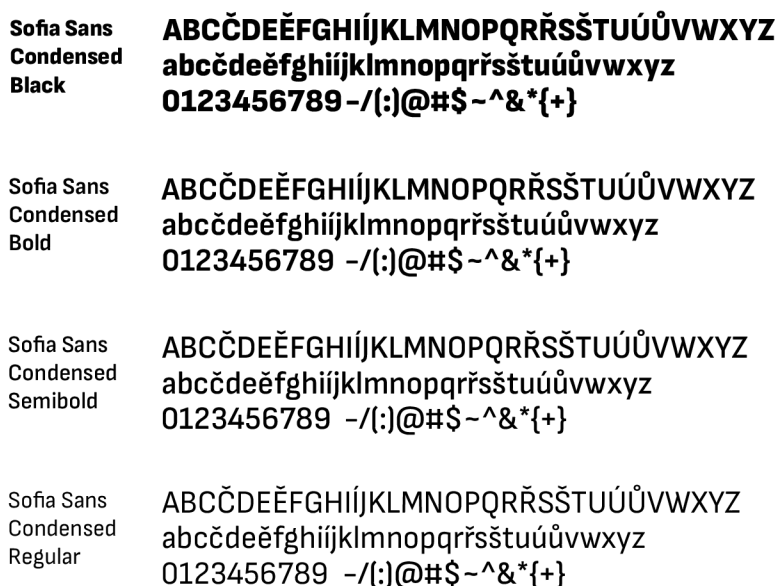 Sofia Sans
Condensed
Black
ABCČDEĚFGHIÍJKLMNOPQRŘSŠTUÚŮVWXYZ
abcčdeěfghiíjklmnopqrřsštuúůvwxyz
0123456789-/(:)@#$~^&*{+}
Sofia Sans
Condensed
Bold
ABCČDEĚFGHIÍJKLMNOPQRŘSŠTUÚŮVWXYZ
abcčdeěfghiíjklmnopqrřsštuúůvwxyz
0123456789 -/(:)@#$~^&*{+}
Sofia Sans
Condensed
Semibold
ABCČDEĚFGHIÍJKLMNOPQRŘSŠTUÚŮVWXYZ
abcčdeěfghiíjklmnopqrřsštuúůvwxyz
0123456789 -/(:)@#$~^&*{+}
Sofia Sans
Condensed
Regular
ABCČDEĚFGHIÍJKLMNOPQRŘSŠTUÚŮVWXYZ
abcčdeěfghiíjklmnopqrřsštuúůvwxyz
0123456789 -/(:)@#$~^&*{+}